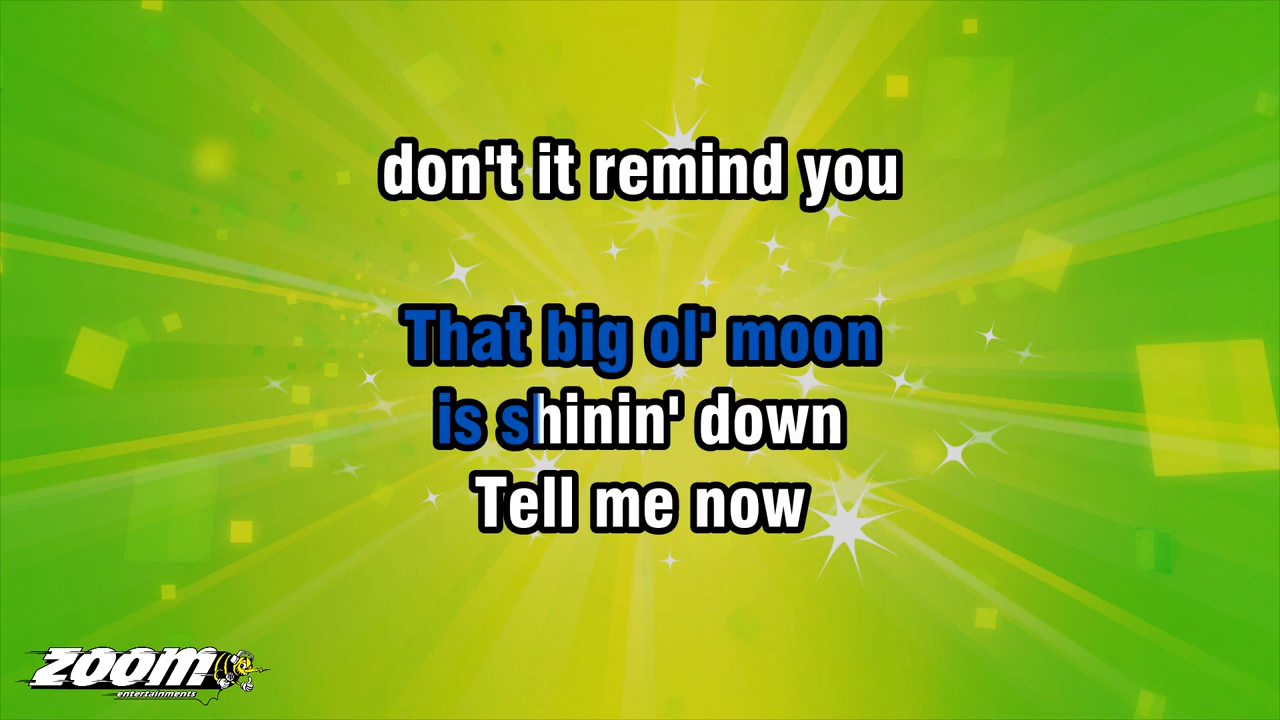 don't it remind you
That big ol' moon
is shinin' down
Tell me now
ZOOM
entertainments